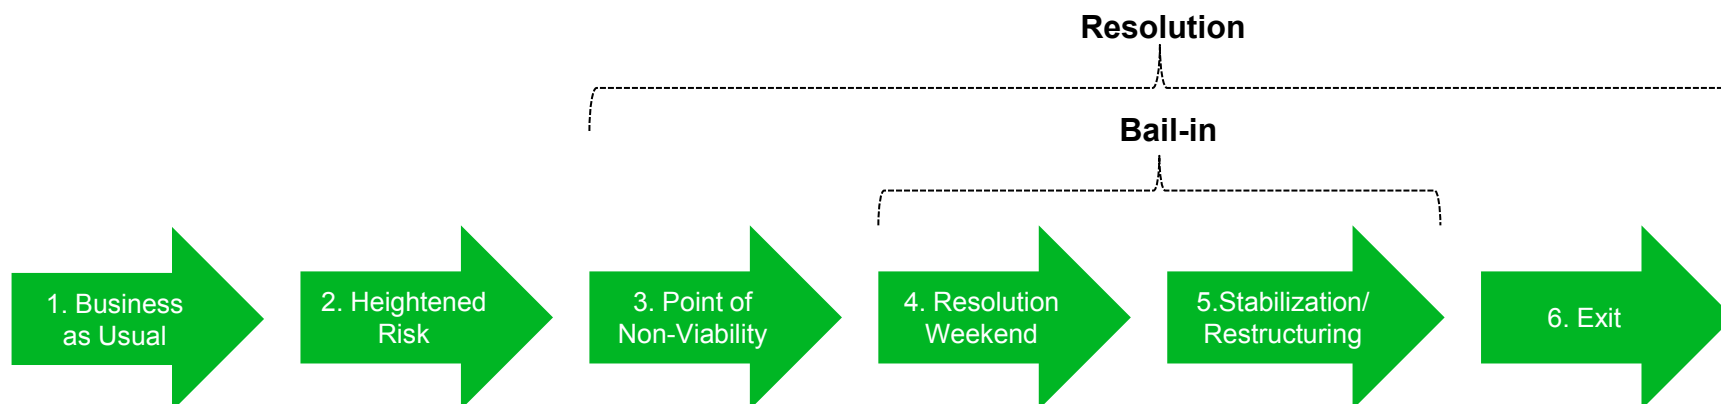 Resolution
Bail-in
1. Business
as Usual
2. Heightened
Risk
3. Point of
Non-Viability
4. Resolution
Weekend
5.Stabilization/
Restructuring
6. Exit